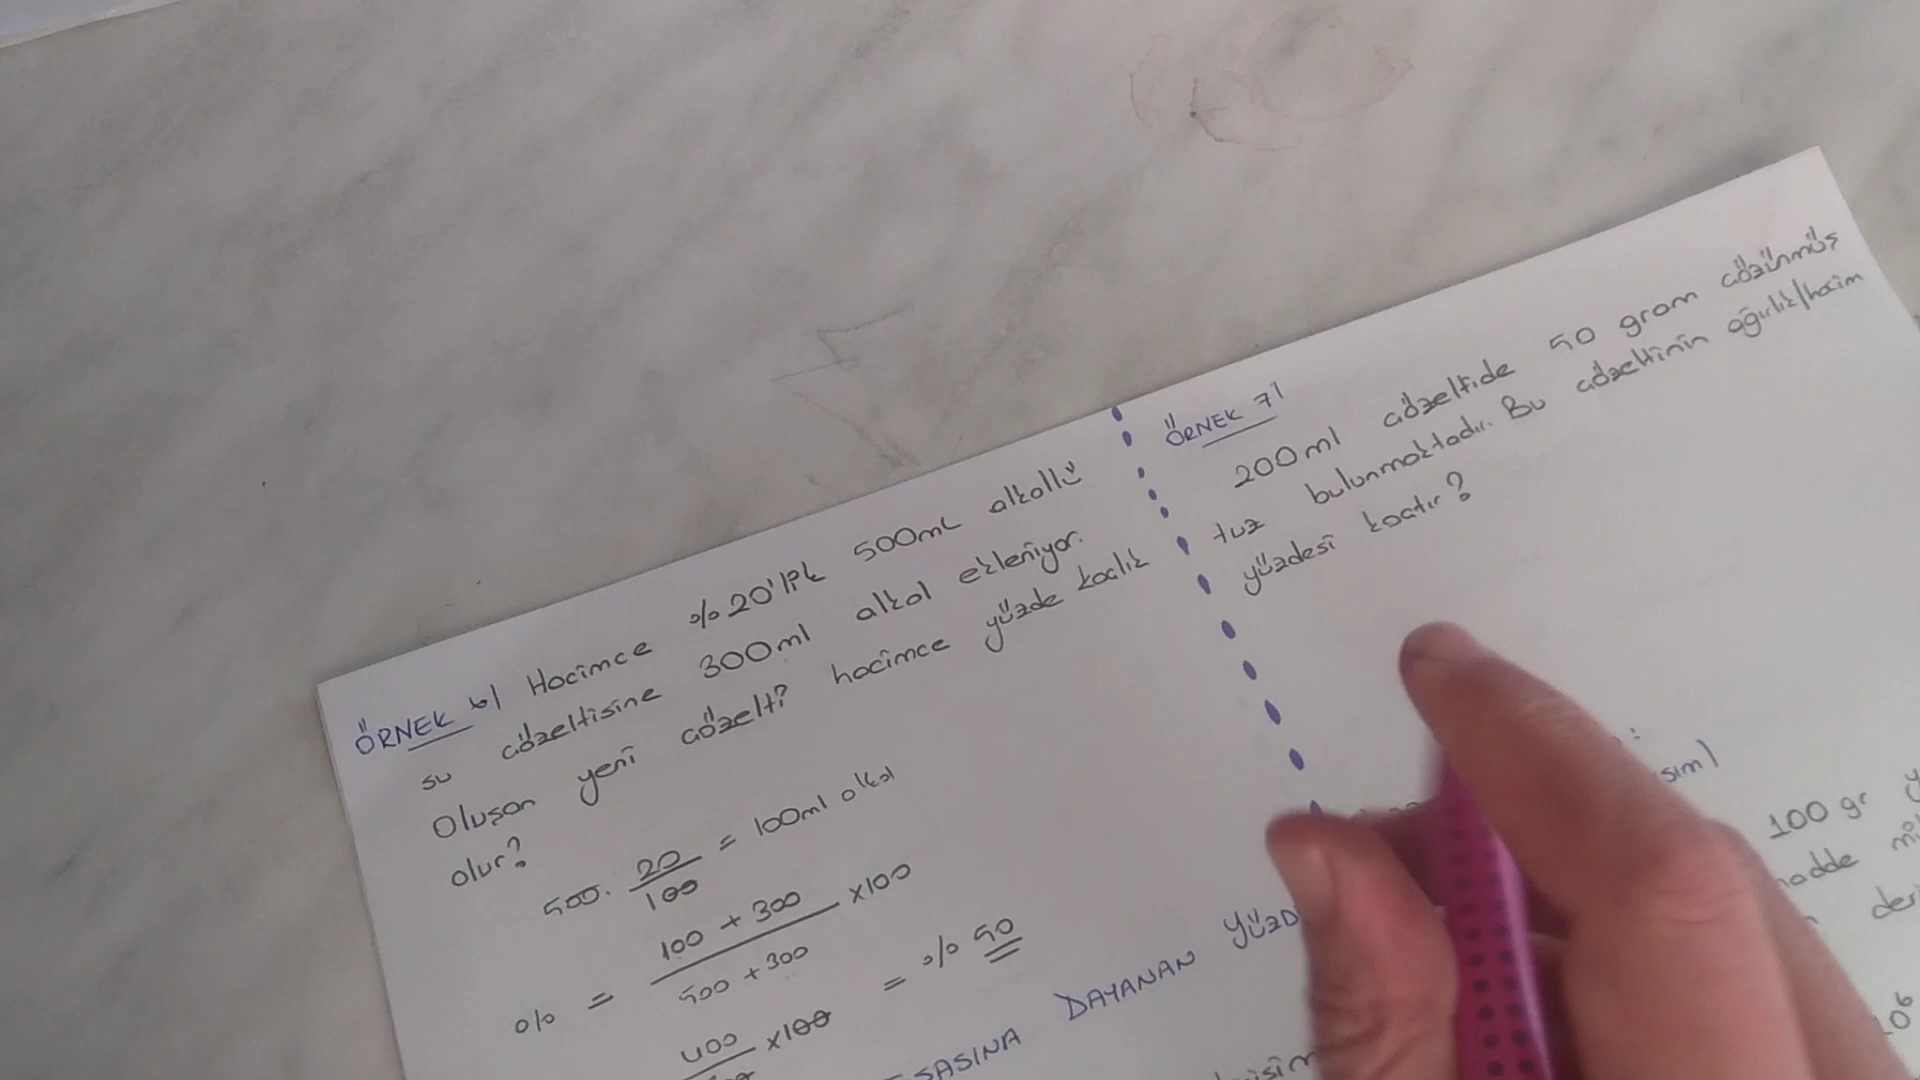 ÖRNEK 6/ Hacimce %20'lik 500mL alkollü
su çözeltisine 300ml alkol ekleniyor.
Oluşan yeni çözelti hacimce yüzde kaçlık
olur?
500. 20/100 = 100ml alkol
% = 100 + 300 / 500 + 300 x100
400 x100 = % 50
ÖRNEK 7/
200ml çözeltide 50 gram çözünmüş
tuz bulunmaktadır. Bu çözeltinin ağırlık/hacim
yüzdesi kaçtır?
SASINA DAYANAN YÜZD
100 gr
madde
10⁶